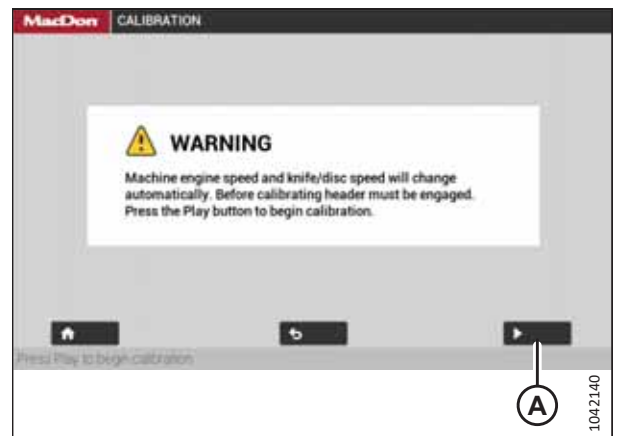 MacDon CALIBRATION
WARNING
Machine engine speed and knife/disc speed will change
automatically. Before calibrating header must be engaged.
Press the Play button to begin calibration.
Press Play to begin calibration
A
1042140